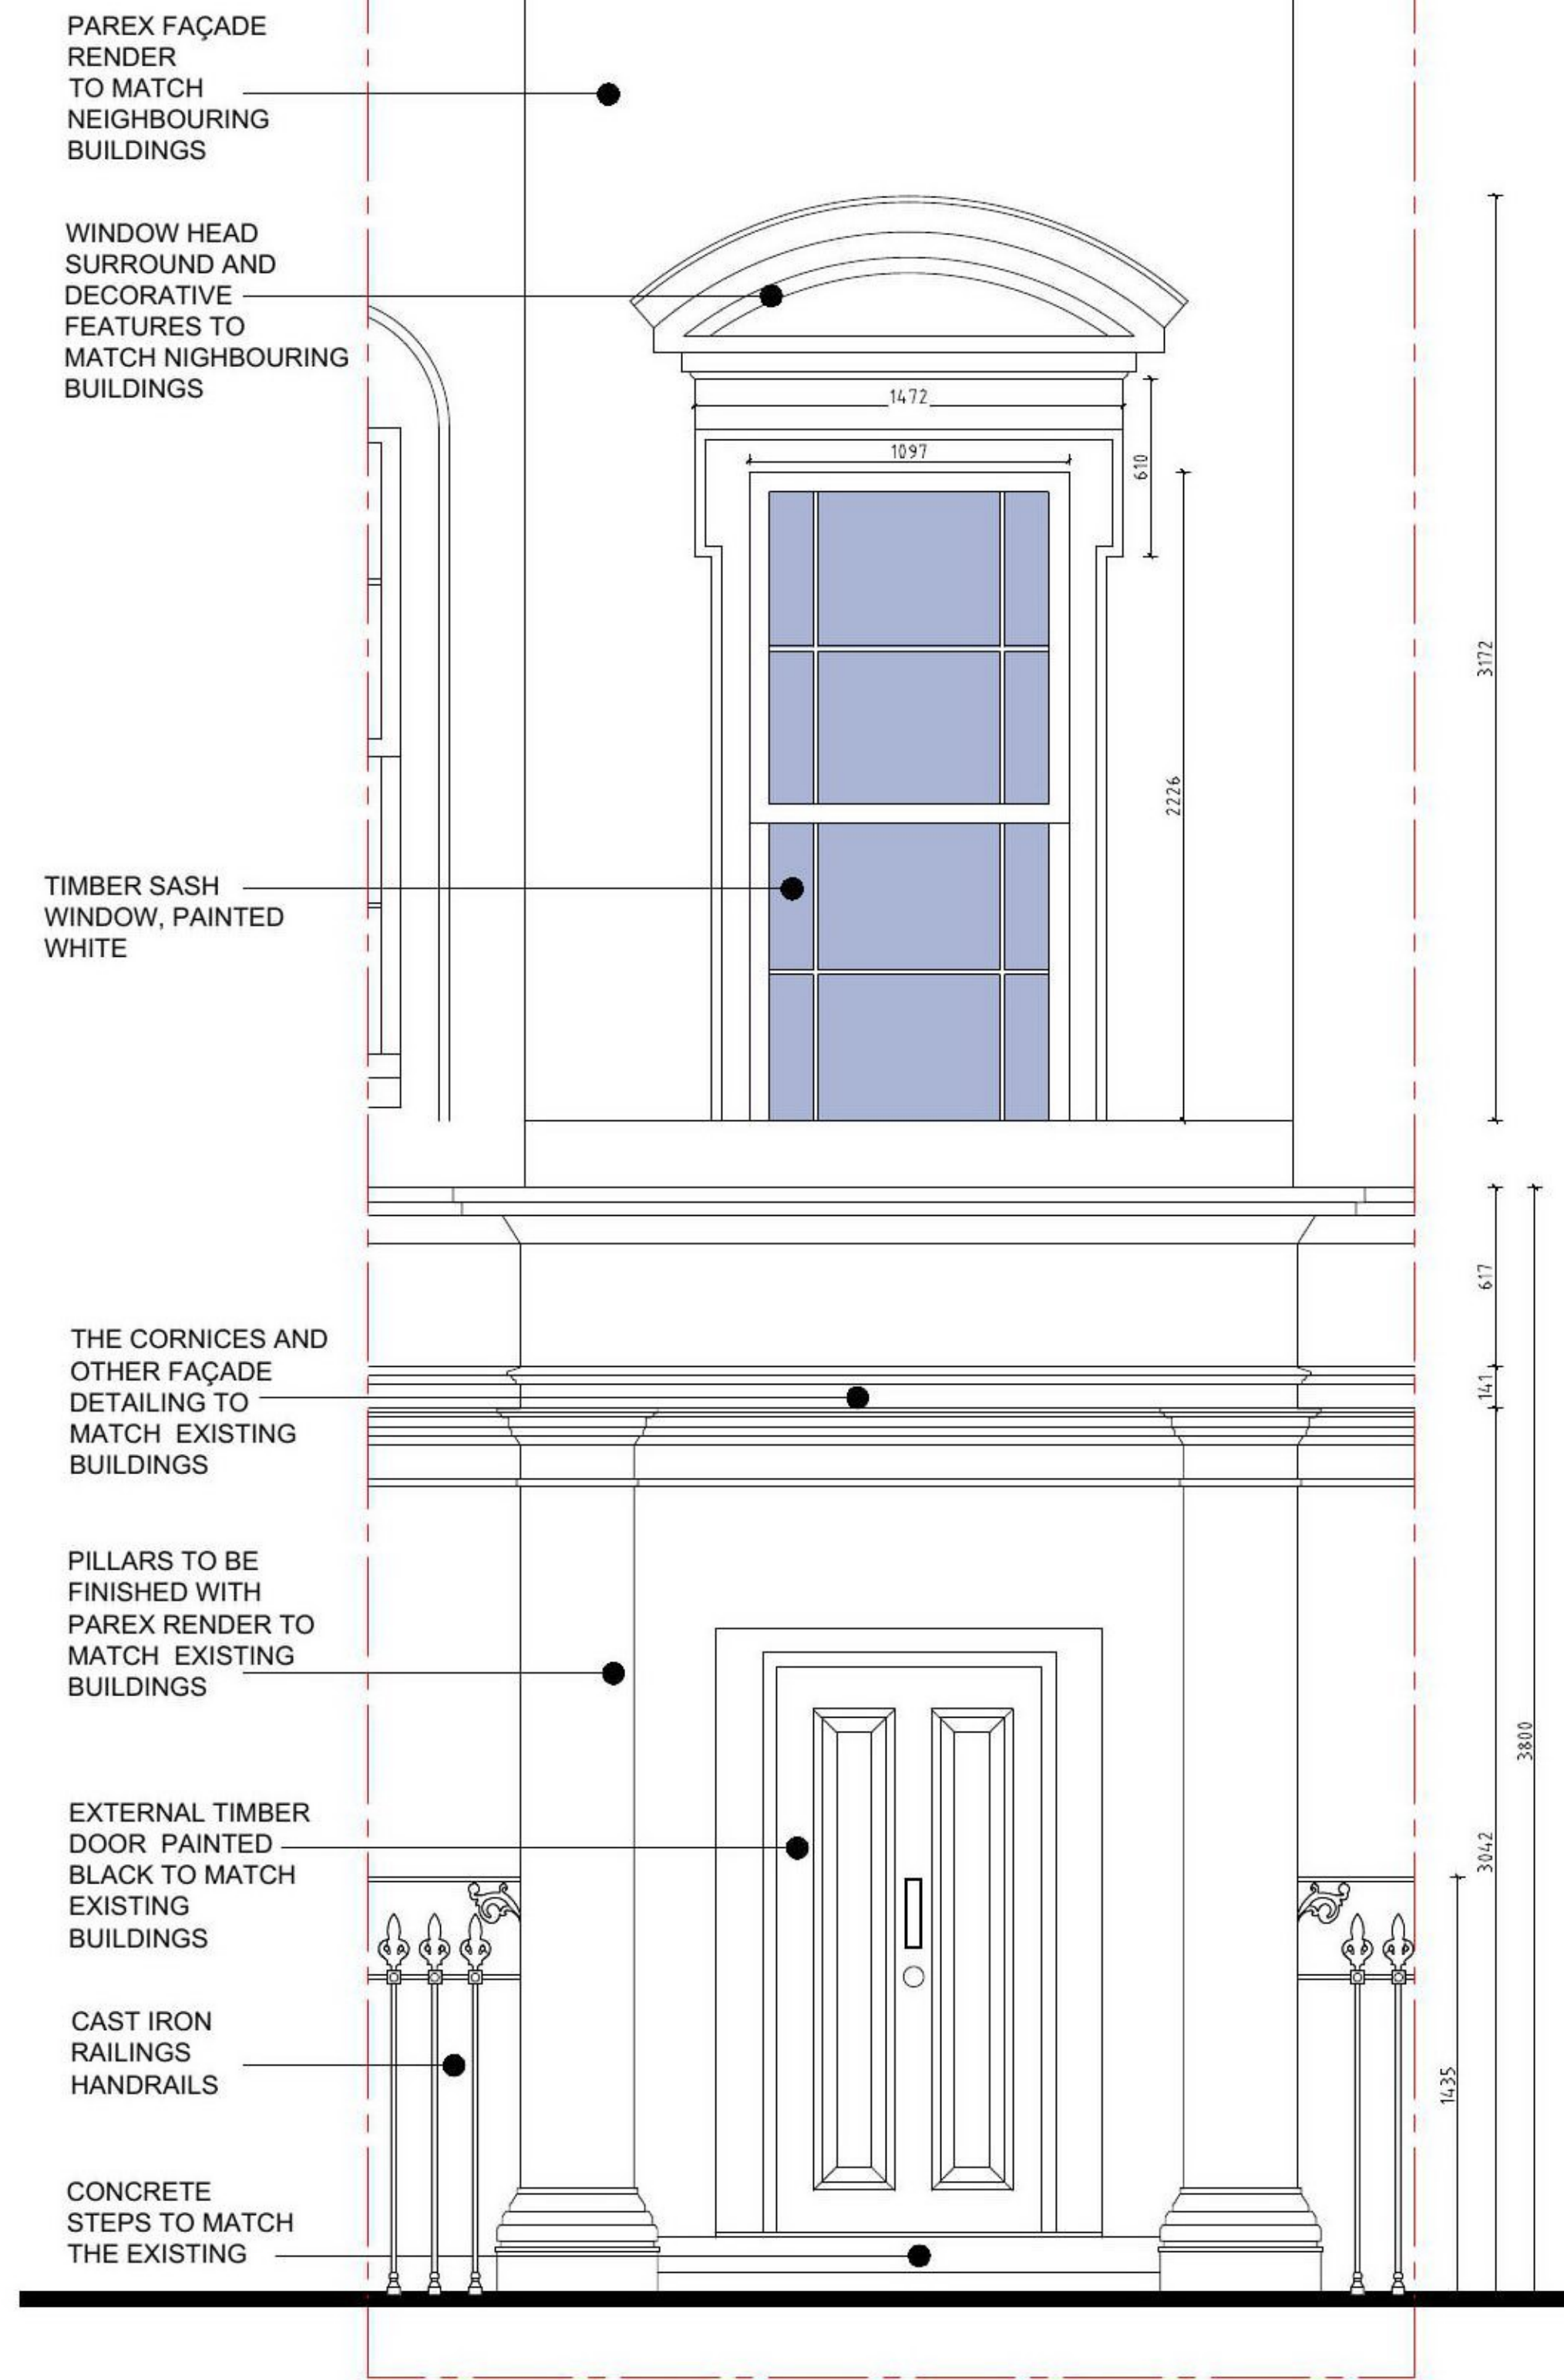 PAREX FAÇADE
RENDER
TO MATCH
NEIGHBOURING
BUILDINGS
WINDOW HEAD
SURROUND AND
DECORATIVE
FEATURES TO
MATCH NIGHBOURING
BUILDINGS
1472
1097
610
3172
2226
TIMBER SASH
WINDOW, PAINTED
WHITE
617
THE CORNICES AND
OTHER FAÇADE
DETAILING TO
MATCH EXISTING
BUILDINGS
141
PILLARS TO BE
FINISHED WITH
PAREX RENDER TO
MATCH EXISTING
BUILDINGS
3800
EXTERNAL TIMBER
DOOR PAINTED
BLACK TO MATCH
EXISTING
BUILDINGS
3042
CAST IRON
RAILINGS
HANDRAILS
1435
CONCRETE
STEPS TO MATCH
THE EXISTING